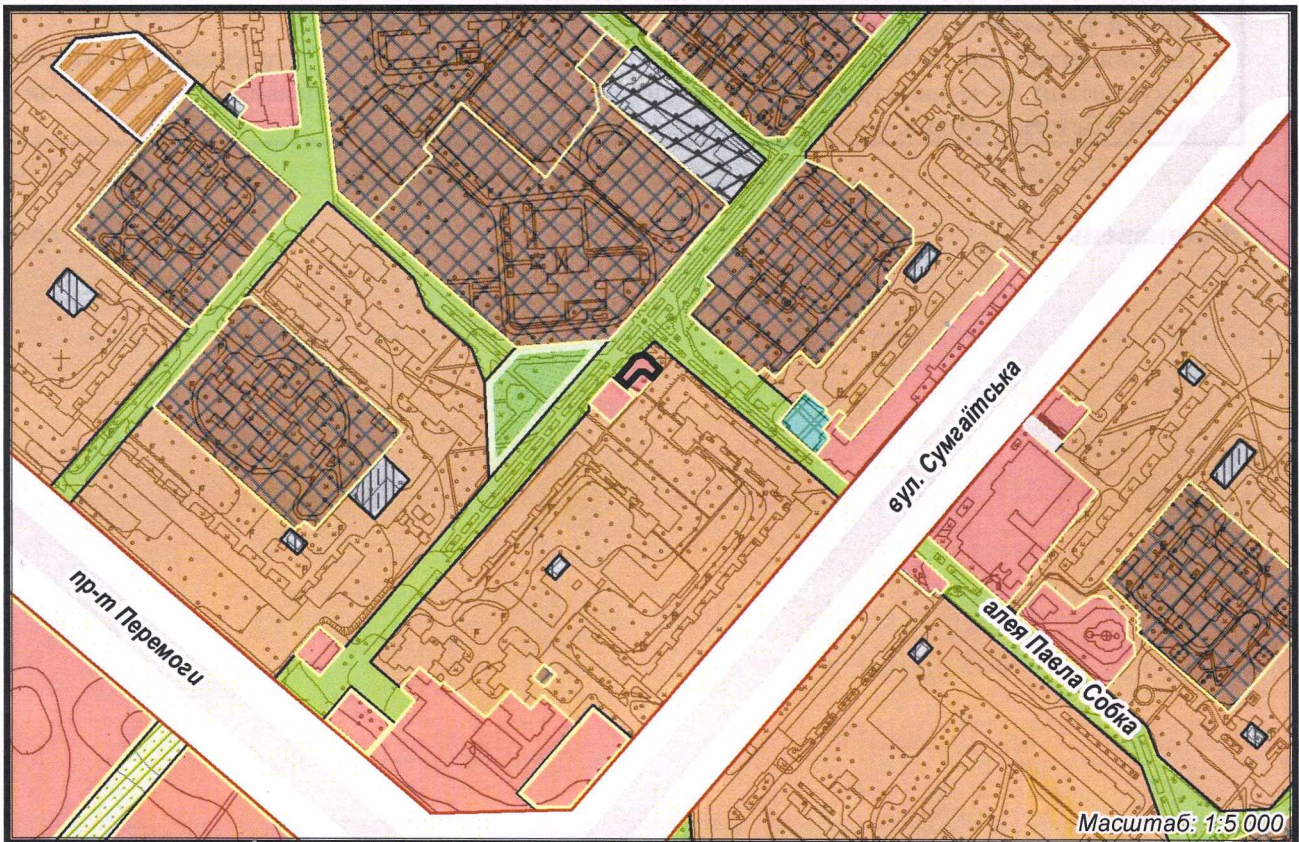 вул. Сумгаїтська
пр-т Перемоги
алея Павла Собка
Масштаб: 1:5 000